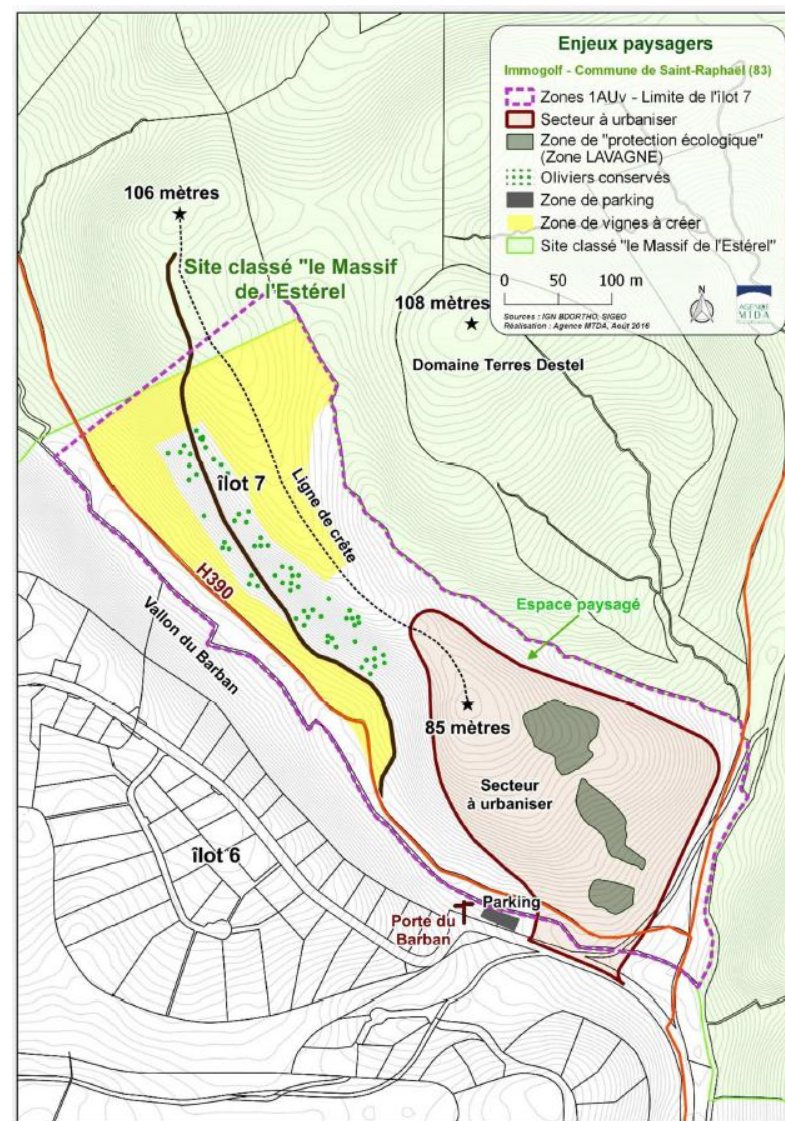 Enjeux paysagers
Immogolf - Commune de Saint-Raphaël (83)
Zones 1AUv - Limite de l'îlot 7
Secteur à urbaniser
Zone de "protection écologique"
(Zone LAVAGNE)
Oliviers conservés
Zone de parking
Zone de vignes à créer
Site classé "le Massif de l'Estérel"
0 50 100 m
Sources : IGN BDORTHO, SIGBO
Réalisation : Agence MTDA, Août 2016
N
AGENCE
MTDA
106 mètres
Site classé "le Massif
de l'Estérel
108 mètres
Domaine Terres Destel
îlot 7
Ligne de crête
H390
Vallon du Barban
Espace paysagé
85 mètres
Secteur
à urbaniser
îlot 6
Parking
Porte du
Barban